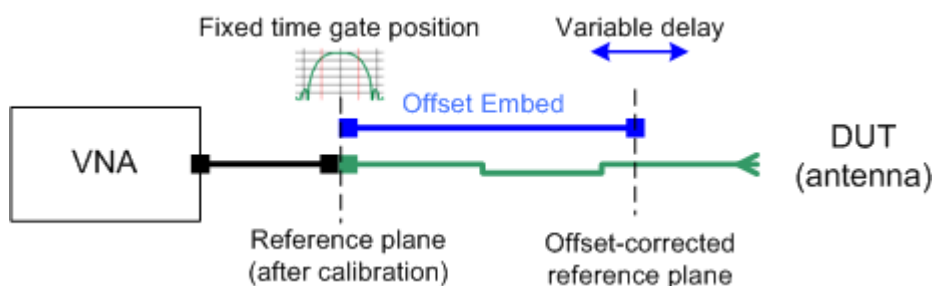 Fixed time gate position
Variable delay
Offset Embed
VNA
DUT
(antenna)
Reference plane
(after calibration)
Offset-corrected
reference plane